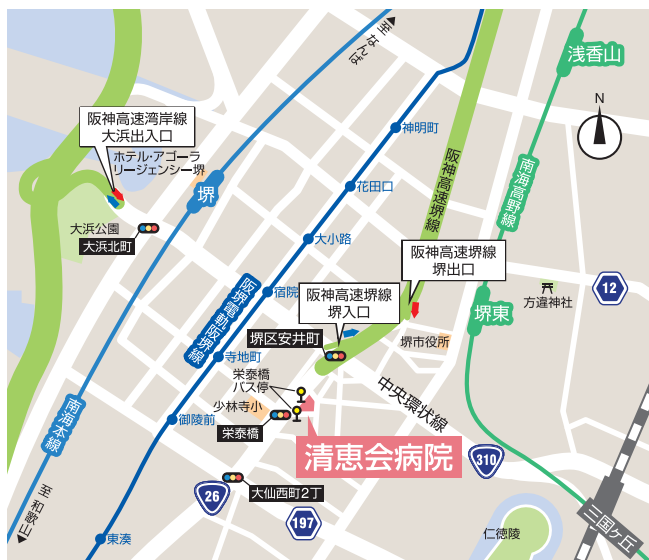 至なんば
浅香山
阪神高速湾岸線
大浜出入口
ホテル・アゴーラ
リージェンシー堺
神明町
N
阪神高速堺線
南海高野線
堺
花田口
大浜公園
大浜北町
大小路
阪神高速堺線
堺出口
阪堺電軌阪堺線
宿院
阪神高速堺線
堺入口
12
方違神社
堺東
堺区安井町
堺市役所
寺地町
栄泰橋
バス停
中央環状線
少林寺小
御陵前
栄泰橋
南海本線
清恵会病院
310
大仙西町2丁
26
197
至和歌山
東湊
仁徳陵
三国ヶ丘